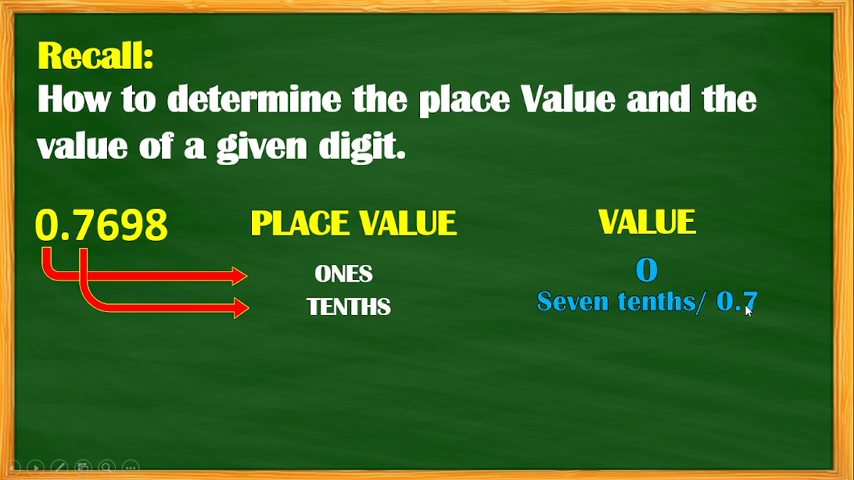 Recall:
How to determine the place Value and the
value of a given digit.
0.7698 PLACE VALUE VALUE
ONES 0
TENTHS Seven tenths/ 0.7